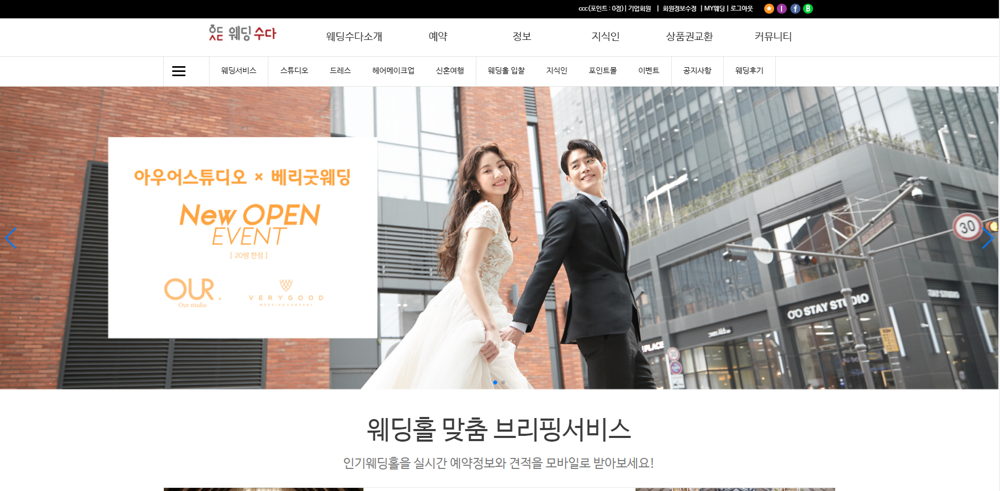 ccc (포인트 : 0점) | 기업회원 | 회원정보수정 | MY웨딩 | 로그아웃
웨딩수다
웨딩수다소개 예약 정보 지식인 상품권교환 커뮤니티
웨딩서비스 스튜디오 드레스 헤어메이크업 신혼여행 웨딩홀 입찰 지식인 포인트몰 이벤트 공지사항 웨딩후기
아우어스튜디오 × 베리굿웨딩
New OPEN
EVENT
[ 20쌍 한정 ]
OUR.
Our studio
VERYGOOD
WEDDING COMPANY
30
STAY STUDIO
STAY STUDIO
PLACE
30
웨딩홀 맞춤 브리핑서비스
인기웨딩홀을 실시간 예약정보와 견적을 모바일로 받아보세요!